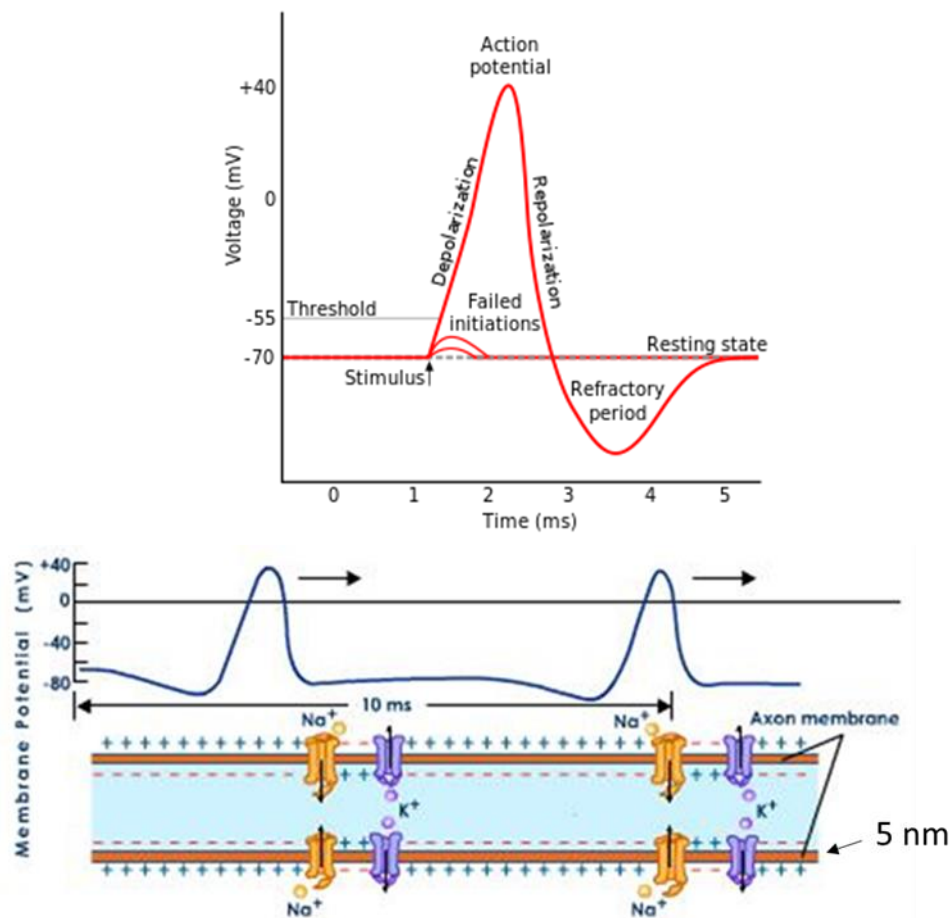 Action
potential
+40
Voltage (mV)
0
Depolarization
Repolarization
Failed
initiations
Threshold
-55
-70
Resting state
Stimulus
Refractory
period
0 1 2 3 4 5
Time (ms)
Membrane Potential (mV)
+40
0
-40
-80
10 ms
Na+
Na+
Axon membrane
K+
K+
5 nm
Na+
Na+